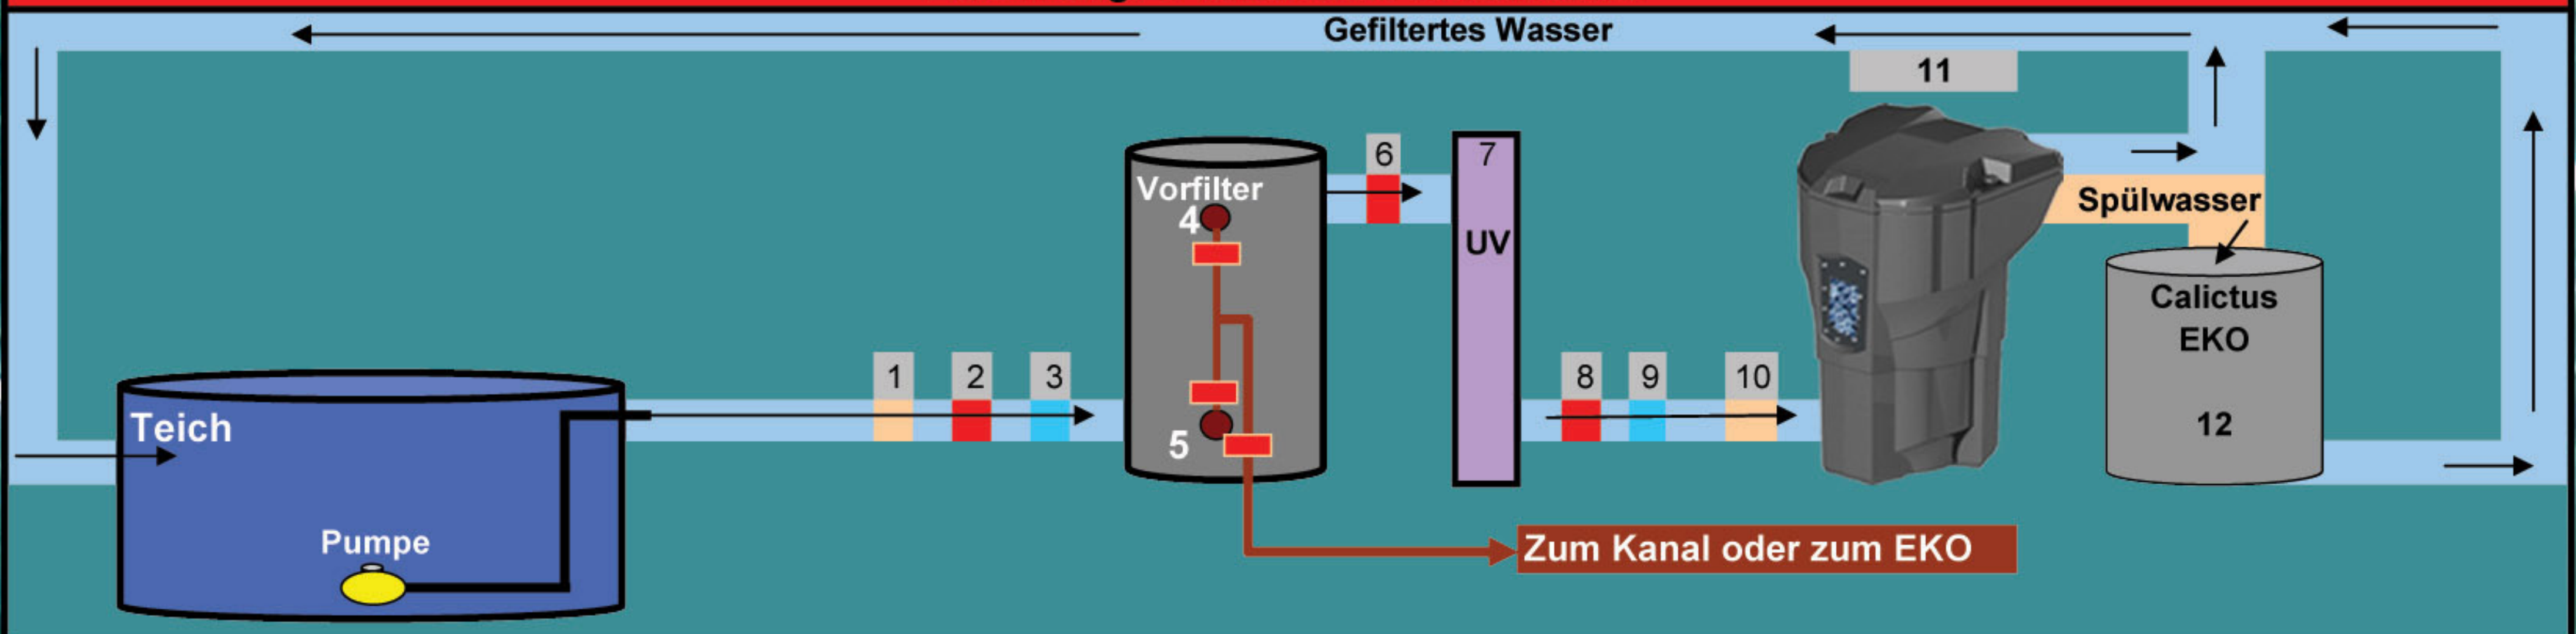 Gefiltertes Wasser
11
6
7
Vorfilter
4
UV
Spülwasser
Calictus
EKO
12
1
2
3
8
9
10
Teich
5
Pumpe
Zum Kanal oder zum EKO